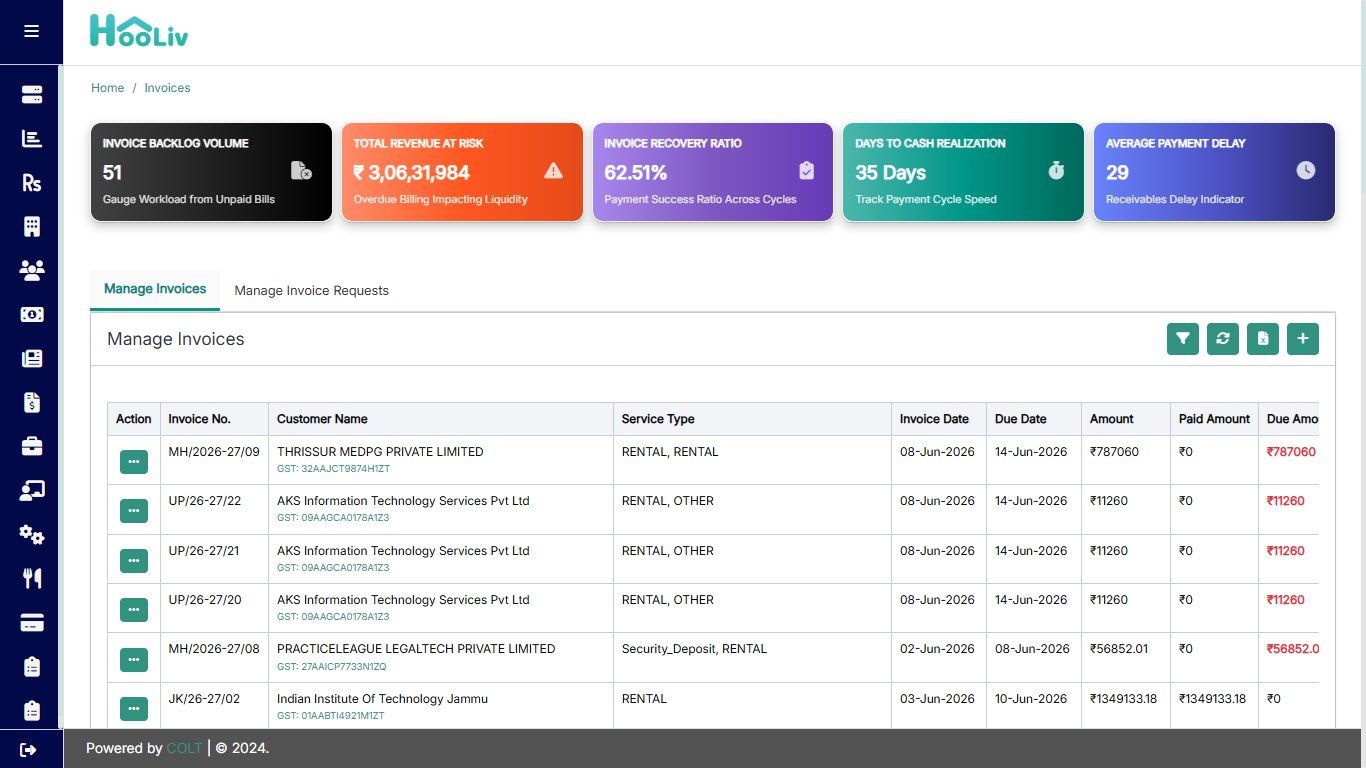 HooLiv
Home / Invoices
INVOICE BACKLOG VOLUME
51
Gauge Workload from Unpaid Bills
TOTAL REVENUE AT RISK
₹ 3,06,31,984
Overdue Billing Impacting Liquidity
INVOICE RECOVERY RATIO
62.51%
Payment Success Ratio Across Cycles
DAYS TO CASH REALIZATION
35 Days
Track Payment Cycle Speed
AVERAGE PAYMENT DELAY
29
Receivables Delay Indicator
Rs
Manage Invoices Manage Invoice Requests
Manage Invoices
Action Invoice No. Customer Name Service Type Invoice Date Due Date Amount Paid Amount Due Amo
MH/2026-27/09 THRISSUR MEDPG PRIVATE LIMITED RENTAL, RENTAL 08-Jun-2026 14-Jun-2026 ₹787060 ₹0 ₹787060
GST: 32AAJCT9874H1ZT
UP/26-27/22 AKS Information Technology Services Pvt Ltd RENTAL, OTHER 08-Jun-2026 14-Jun-2026 ₹11260 ₹0 ₹11260
GST: 09AAGCA0178A1Z3
UP/26-27/21 AKS Information Technology Services Pvt Ltd RENTAL, OTHER 08-Jun-2026 14-Jun-2026 ₹11260 ₹0 ₹11260
GST: 09AAGCA0178A1Z3
UP/26-27/20 AKS Information Technology Services Pvt Ltd RENTAL, OTHER 08-Jun-2026 14-Jun-2026 ₹11260 ₹0 ₹11260
GST: 09AAGCA0178A1Z3
MH/2026-27/08 PRACTICELEAGUE LEGALTECH PRIVATE LIMITED Security_Deposit, RENTAL 02-Jun-2026 08-Jun-2026 ₹56852.01 ₹0 ₹56852.0
GST: 27AAICP7733N1ZQ
JK/26-27/02 Indian Institute Of Technology Jammu RENTAL 03-Jun-2026 10-Jun-2026 ₹1349133.18 ₹1349133.18 ₹0
GST: 01AABTI4921M1ZT
Powered by COLT | © 2024.